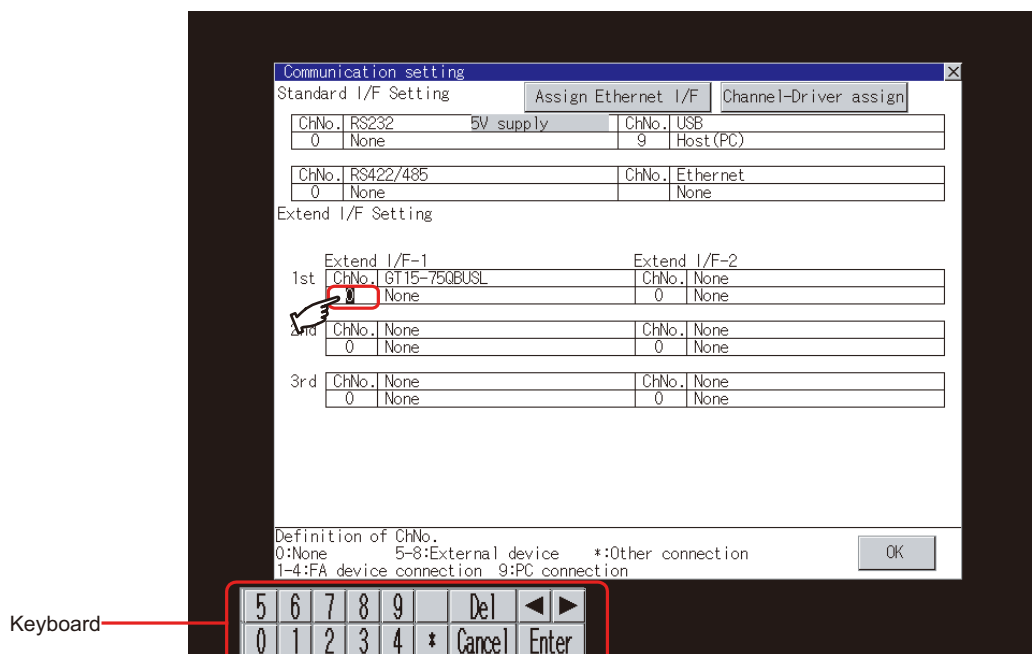 Communication setting
Standard I/F Setting Assign Ethernet I/F Channel-Driver assign
ChNo. RS232 5V supply ChNo. USB
0 None 9 Host(PC)
ChNo. RS422/485 ChNo. Ethernet
0 None None
Extend I/F Setting
Extend I/F-1 Extend I/F-2
1st ChNo. GT15-75QBUSL ChNo. None
0 None 0 None
2nd ChNo. None ChNo. None
0 None 0 None
3rd ChNo. None ChNo. None
0 None 0 None
Definition of ChNo.
0:None 5-8:External device *:Other connection OK
1-4:FA device connection 9:PC connection
5 6 7 8 9 Del ◀ ▶
Keyboard
0 1 2 3 4 * Cancel Enter